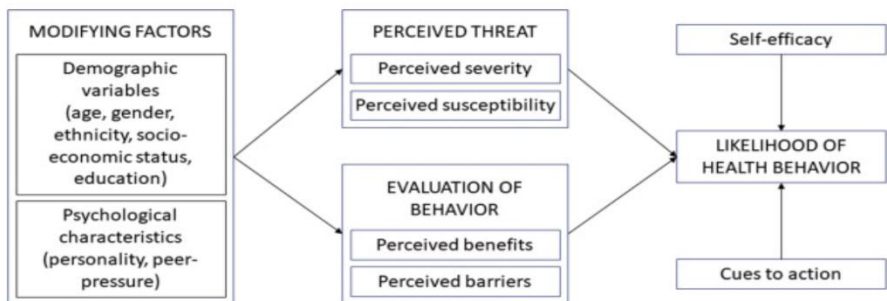 MODIFYING FACTORS
Demographic
variables
(age, gender,
ethnicity, socio-
economic status,
education)
Psychological
characteristics
(personality, peer-
pressure)
PERCEIVED THREAT
Perceived severity
Perceived susceptibility
EVALUATION OF
BEHAVIOR
Perceived benefits
Perceived barriers
Self-efficacy
LIKELIHOOD OF
HEALTH BEHAVIOR
Cues to action